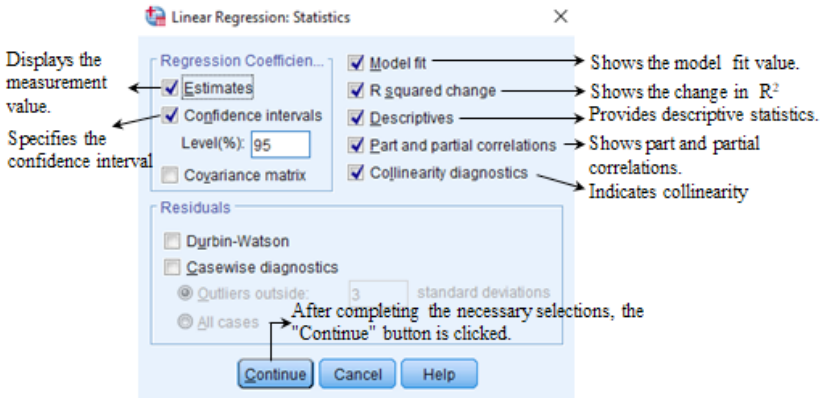 Linear Regression: Statistics
Displays the
measurement
value.
Specifies the
confidence interval
Regression Coefficien...
Estimates
Confidence intervals
Level(%): 95
Covariance matrix
Model fit
R squared change
Descriptives
Part and partial correlations
Collinearity diagnostics
Shows the model fit value.
Shows the change in R²
Provides descriptive statistics.
Shows part and partial
correlations.
Indicates collinearity
Residuals
Durbin-Watson
Casewise diagnostics
Outliers outside: 3 standard deviations
All cases
After completing the necessary selections, the
"Continue" button is clicked.
Continue Cancel Help